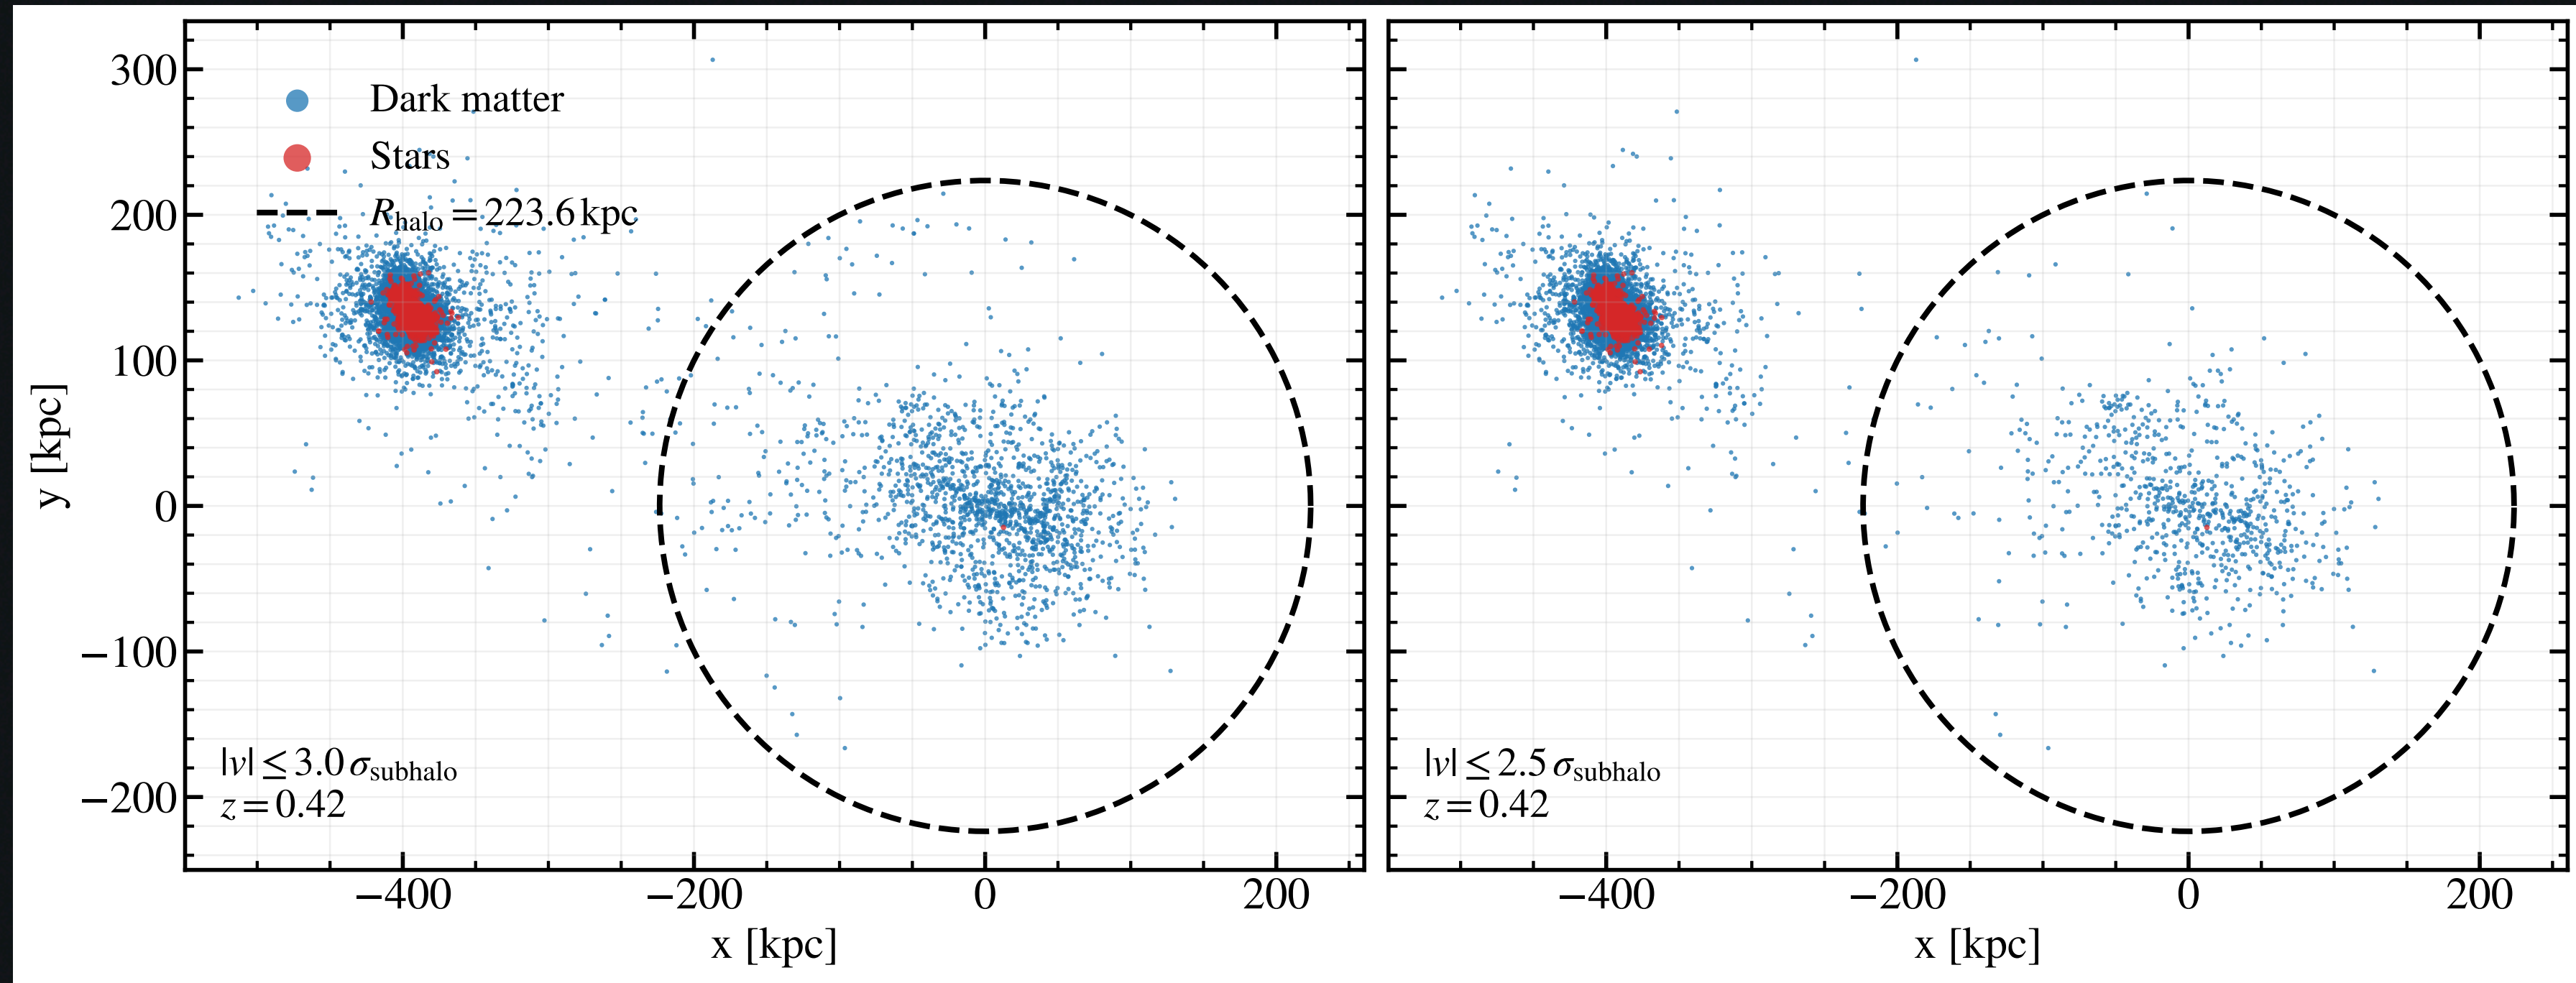 300
200
100
0
−100
−200
y [kpc]
Dark matter
Stars
R_halo = 223.6 kpc
|v| ≤ 3.0 σ_subhalo
z = 0.42
−400
−200
0
200
x [kpc]
|v| ≤ 2.5 σ_subhalo
z = 0.42
−400
−200
0
200
x [kpc]